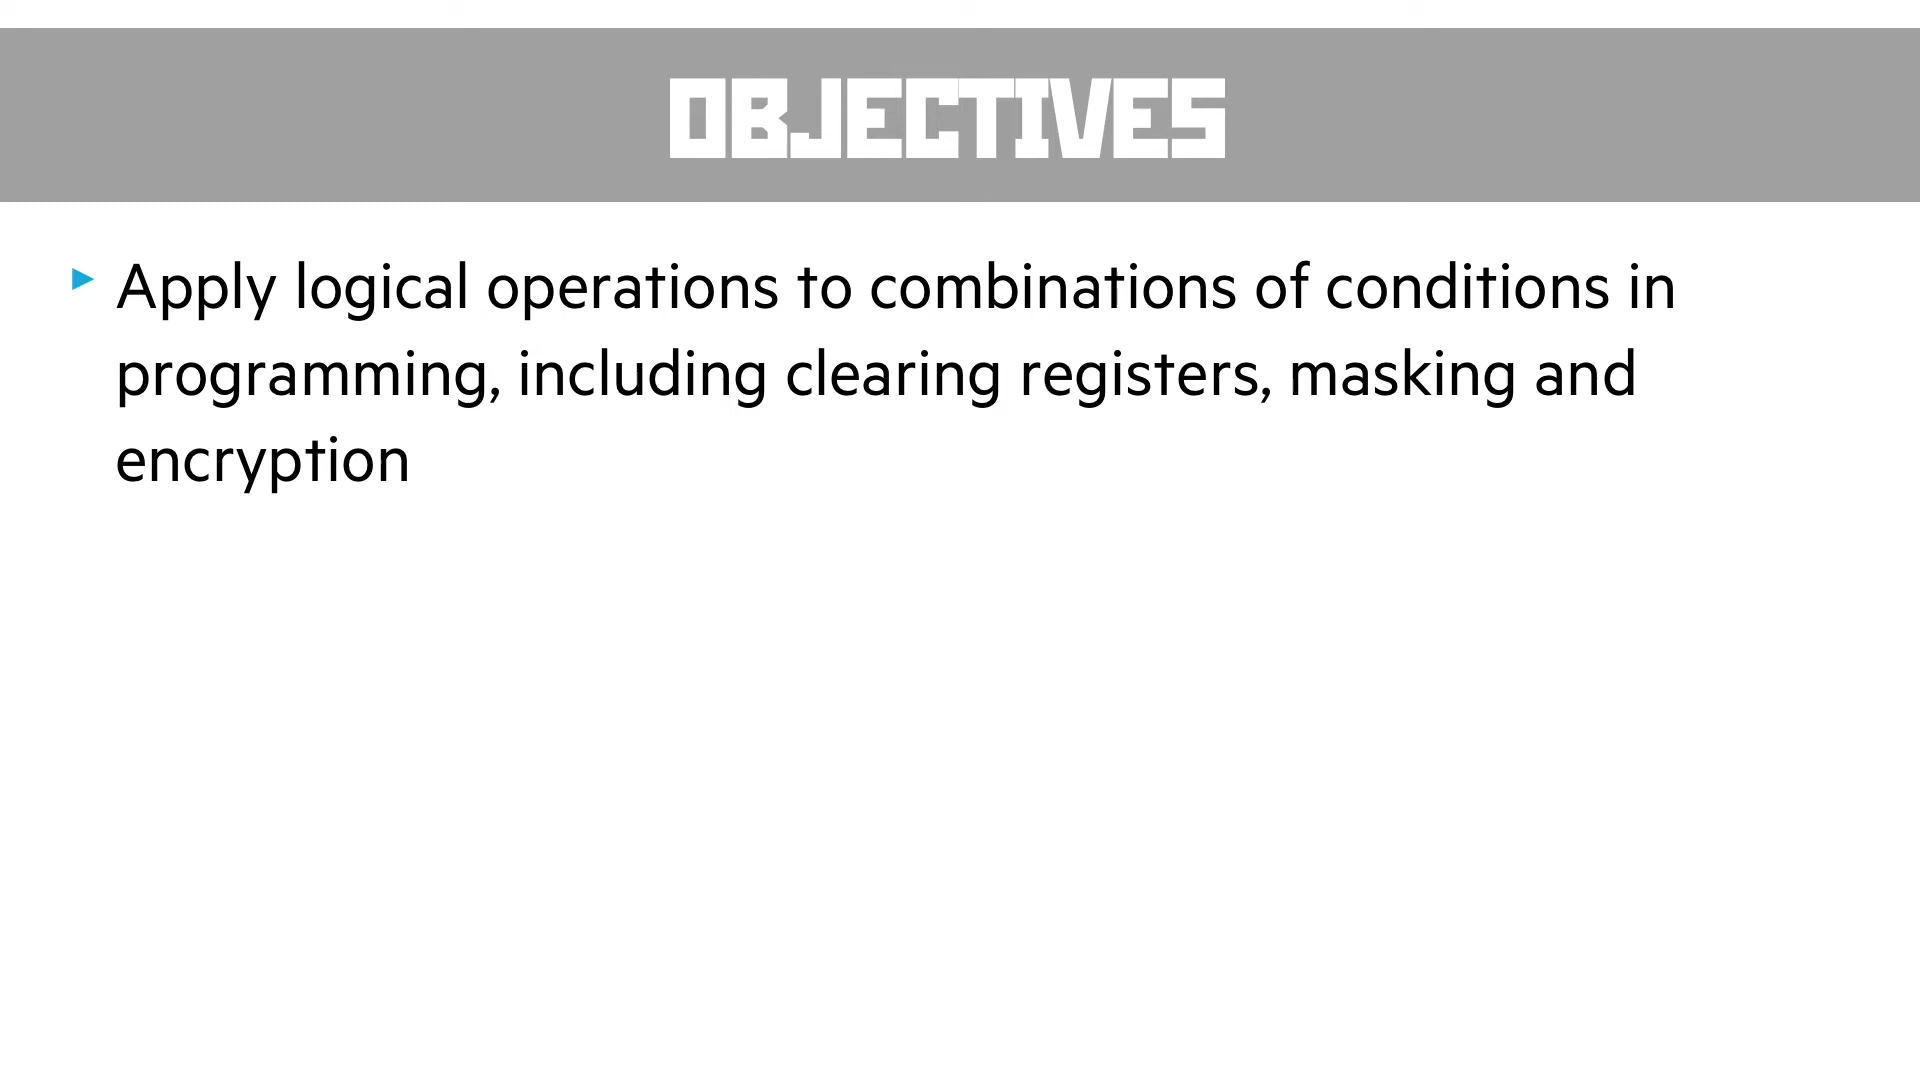 OBJECTIVES
Apply logical operations to combinations of conditions in
programming, including clearing registers, masking and
encryption